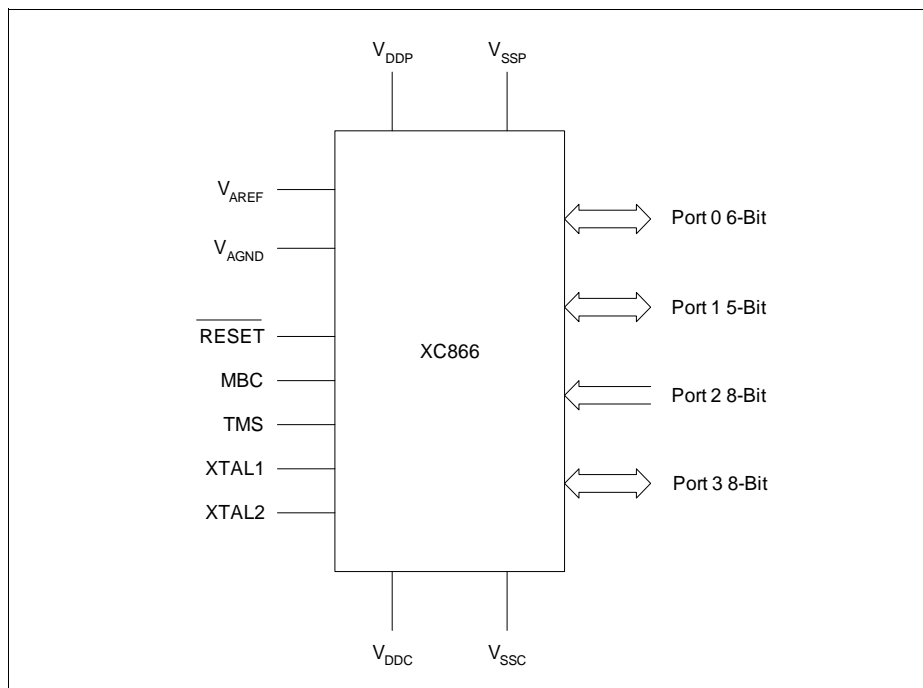 VDDP VSSP
VAREF
VAGND
RESET
MBC
TMS
XTAL1
XTAL2
XC866
Port 0 6-Bit
Port 1 5-Bit
Port 2 8-Bit
Port 3 8-Bit
VDDC VSSC